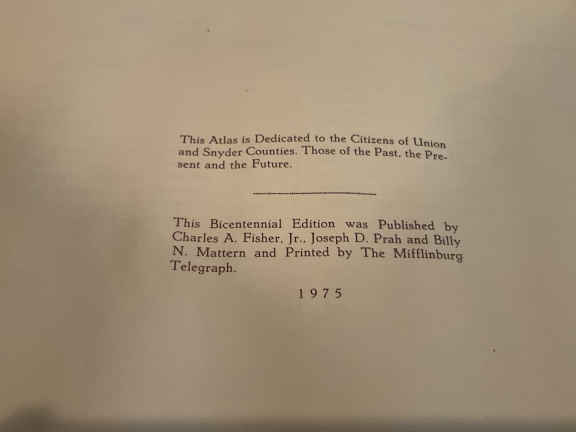 This Atlas is Dedicated to the Citizens of Union
and Snyder Counties. Those of the Past, the Pre-
sent and the Future.
This Bicentennial Edition was Published by
Charles A. Fisher, Jr., Joseph D. Prah and Billy
N. Mattern and Printed by The Mifflinburg
Telegraph.
1975